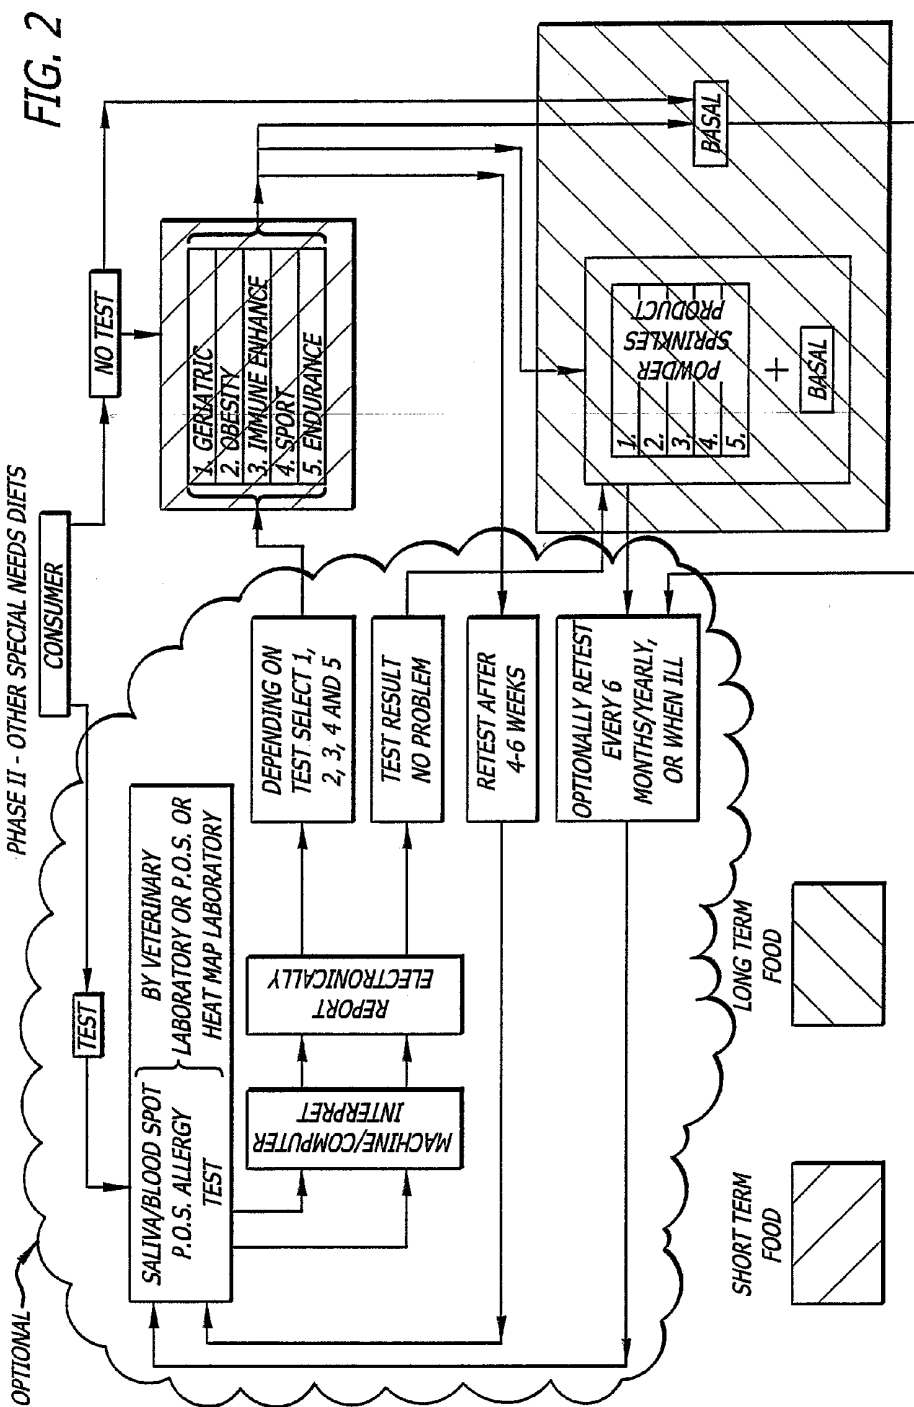 FIG. 2
PHASE II - OTHER SPECIAL NEEDS DIETS
OPTIONAL
CONSUMER
TEST
NO TEST
SALIVA/BLOOD SPOT
P.O.S. ALLERGY
TEST
BY VETERINARY
LABORATORY OR P.O.S. OR
HEAT MAP LABORATORY
1. GERIATRIC
2. OBESITY
3. IMMUNE ENHANCE
4. SPORT
5. ENDURANCE
MACHINE/COMPUTER
INTERPRET
REPORT
ELECTRONICALLY
DEPENDING ON
TEST SELECT 1,
2, 3, 4 AND 5
TEST RESULT
NO PROBLEM
RETEST AFTER
4-6 WEEKS
OPTIONALLY RETEST
EVERY 6
MONTHS/YEARLY,
OR WHEN ILL
1.
2.
3.
4.
5.
POWDER
SPRINKLES
PRODUCT
+
BASAL
BASAL
SHORT TERM
FOOD
LONG TERM
FOOD